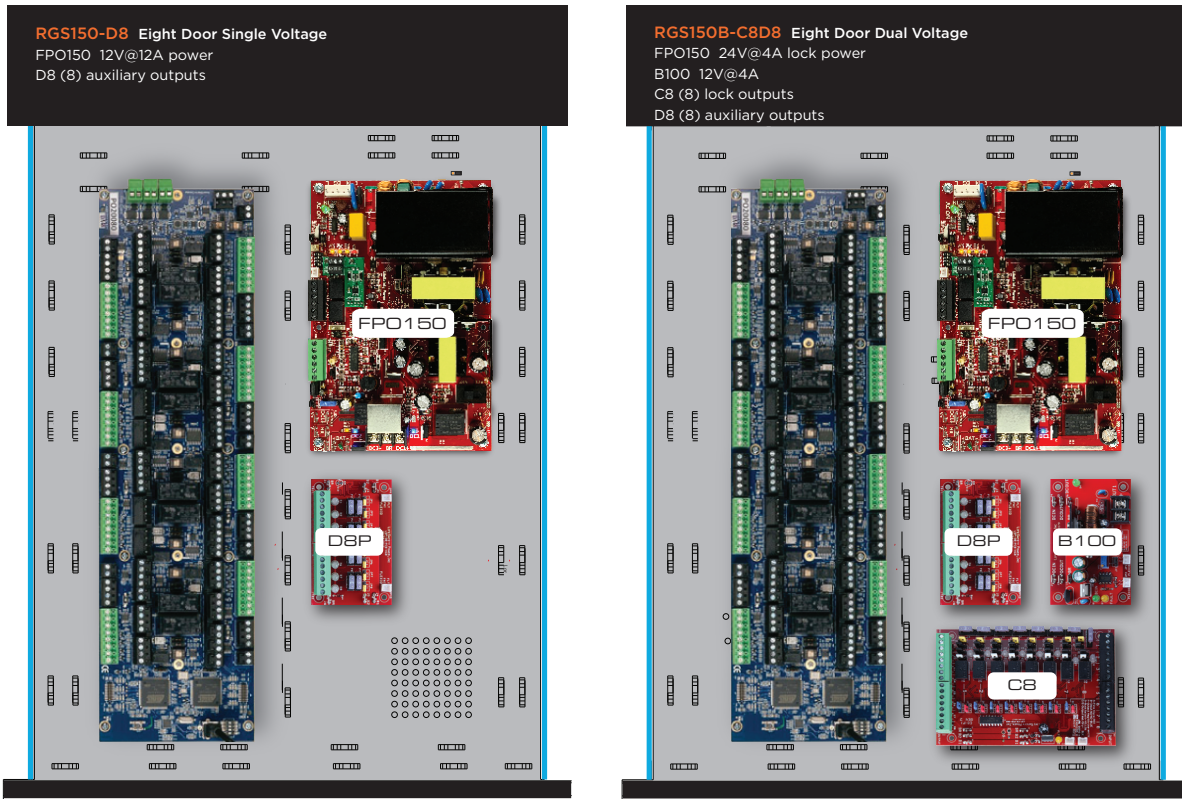 RGS150-D8 Eight Door Single Voltage
FPO150 12V@12A power
D8 (8) auxiliary outputs
FPO150
D8P
RGS150B-C8D8 Eight Door Dual Voltage
FPO150 24V@4A lock power
B100 12V@4A
C8 (8) lock outputs
D8 (8) auxiliary outputs
FPO150
D8P
B100
C8